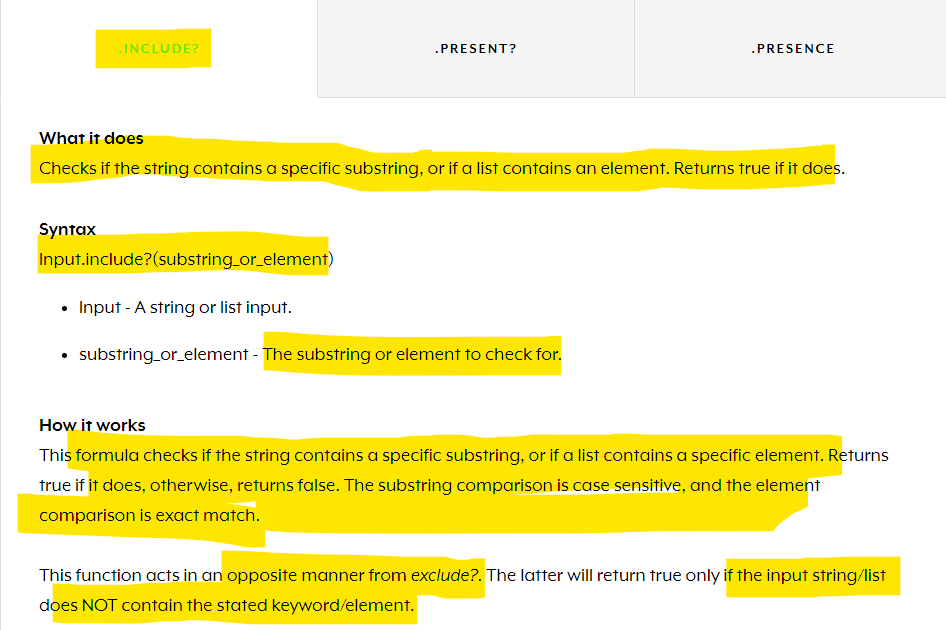 .INCLUDE?
.PRESENT?
.PRESENCE
What it does
Checks if the string contains a specific substring, or if a list contains an element. Returns true if it does.
Syntax
Input.include?(substring_or_element)
• Input - A string or list input.
• substring_or_element - The substring or element to check for.
How it works
This formula checks if the string contains a specific substring, or if a list contains a specific element. Returns
true if it does, otherwise, returns false. The substring comparison is case sensitive, and the element
comparison is exact match.
This function acts in an opposite manner from exclude?. The latter will return true only if the input string/list
does NOT contain the stated keyword/element.